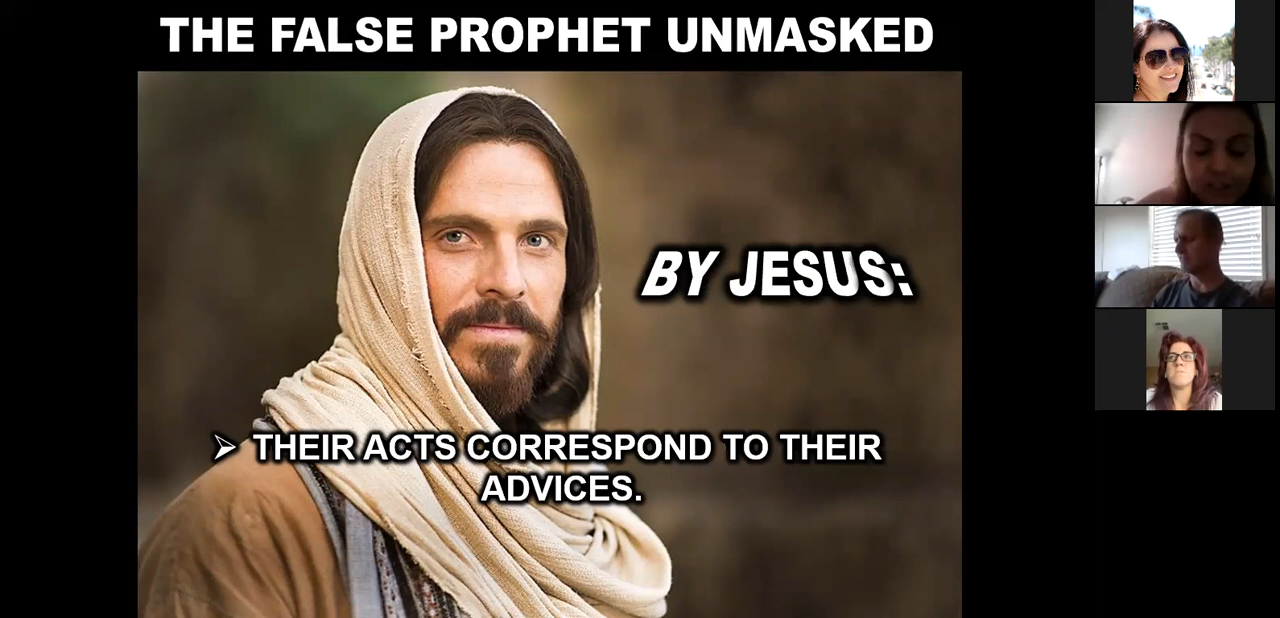 THE FALSE PROPHET UNMASKED
BY JESUS:
➢ THEIR ACTS CORRESPOND TO THEIR
ADVICES.